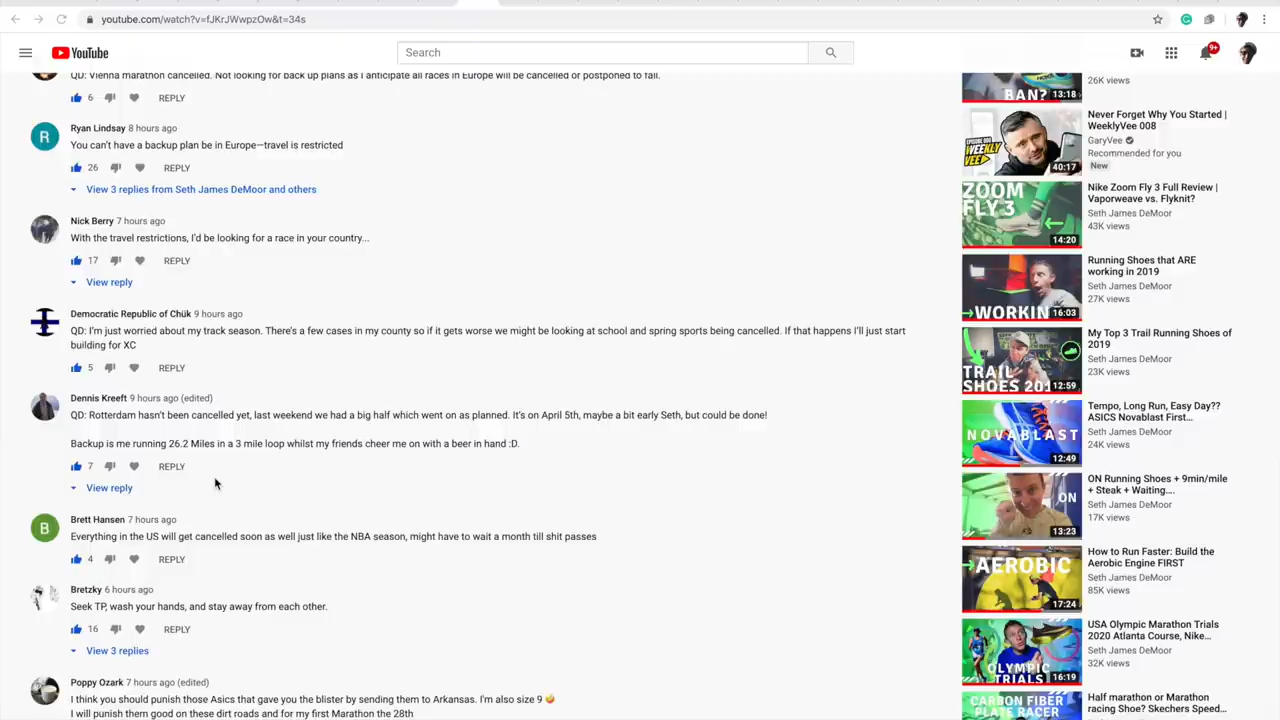 youtube.com/watch?v=fJKrJWwpzOw&t=34s
YouTube
Search
9+
QD: Vienna marathon cancelled. Not looking for back up plans as I anticipate all races in Europe will be cancelled or postponed to fall.
6 REPLY
R
Ryan Lindsay 8 hours ago
You can't have a backup plan be in Europe—travel is restricted
26 REPLY
View 3 replies from Seth James DeMoor and others
Nick Berry 7 hours ago
With the travel restrictions, I'd be looking for a race in your country...
17 REPLY
View reply
Democratic Republic of Chük 9 hours ago
QD: I'm just worried about my track season. There's a few cases in my county so if it gets worse we might be looking at school and spring sports being cancelled. If that happens I'll just start
building for XC
5 REPLY
Dennis Kreeft 9 hours ago (edited)
QD: Rotterdam hasn't been cancelled yet, last weekend we had a big half which went on as planned. It's on April 5th, maybe a bit early Seth, but could be done!
Backup is me running 26.2 Miles in a 3 mile loop whilst my friends cheer me on with a beer in hand :D.
7 REPLY
View reply
B
Brett Hansen 7 hours ago
Everything in the US will get cancelled soon as well just like the NBA season, might have to wait a month till shit passes
4 REPLY
Bretzky 6 hours ago
Seek TP, wash your hands, and stay away from each other.
16 REPLY
View 3 replies
Poppy Ozark 7 hours ago (edited)
I think you should punish those Asics that gave you the blister by sending them to Arkansas. I'm also size 9 🤪
I will punish them good on these dirt roads and for my first Marathon the 28th
BAN?
13:18
26K views
WEEKLY
VEE
40:17
Never Forget Why You Started |
WeeklyVee 008
GaryVee
Recommended for you
New
ZOOM
FLY 3
14:20
Nike Zoom Fly 3 Full Review |
Vaporweave vs. Flyknit?
Seth James DeMoor
43K views
WORKIN
16:03
Running Shoes that ARE
working in 2019
Seth James DeMoor
27K views
TRAIL
SHOES 201
12:59
My Top 3 Trail Running Shoes of
2019
Seth James DeMoor
23K views
NOVABLAST
12:49
Tempo, Long Run, Easy Day??
ASICS Novablast First...
Seth James DeMoor
24K views
ON
13:23
ON Running Shoes + 9min/mile
+ Steak + Waiting....
Seth James DeMoor
17K views
AEROBIC
17:24
How to Run Faster: Build the
Aerobic Engine FIRST
Seth James DeMoor
85K views
OLYMPIC
TRIALS
16:19
USA Olympic Marathon Trials
2020 Atlanta Course, Nike...
Seth James DeMoor
32K views
CARBON FIBER
PLATE RACER
Half marathon or Marathon
racing Shoe? Skechers Speed...